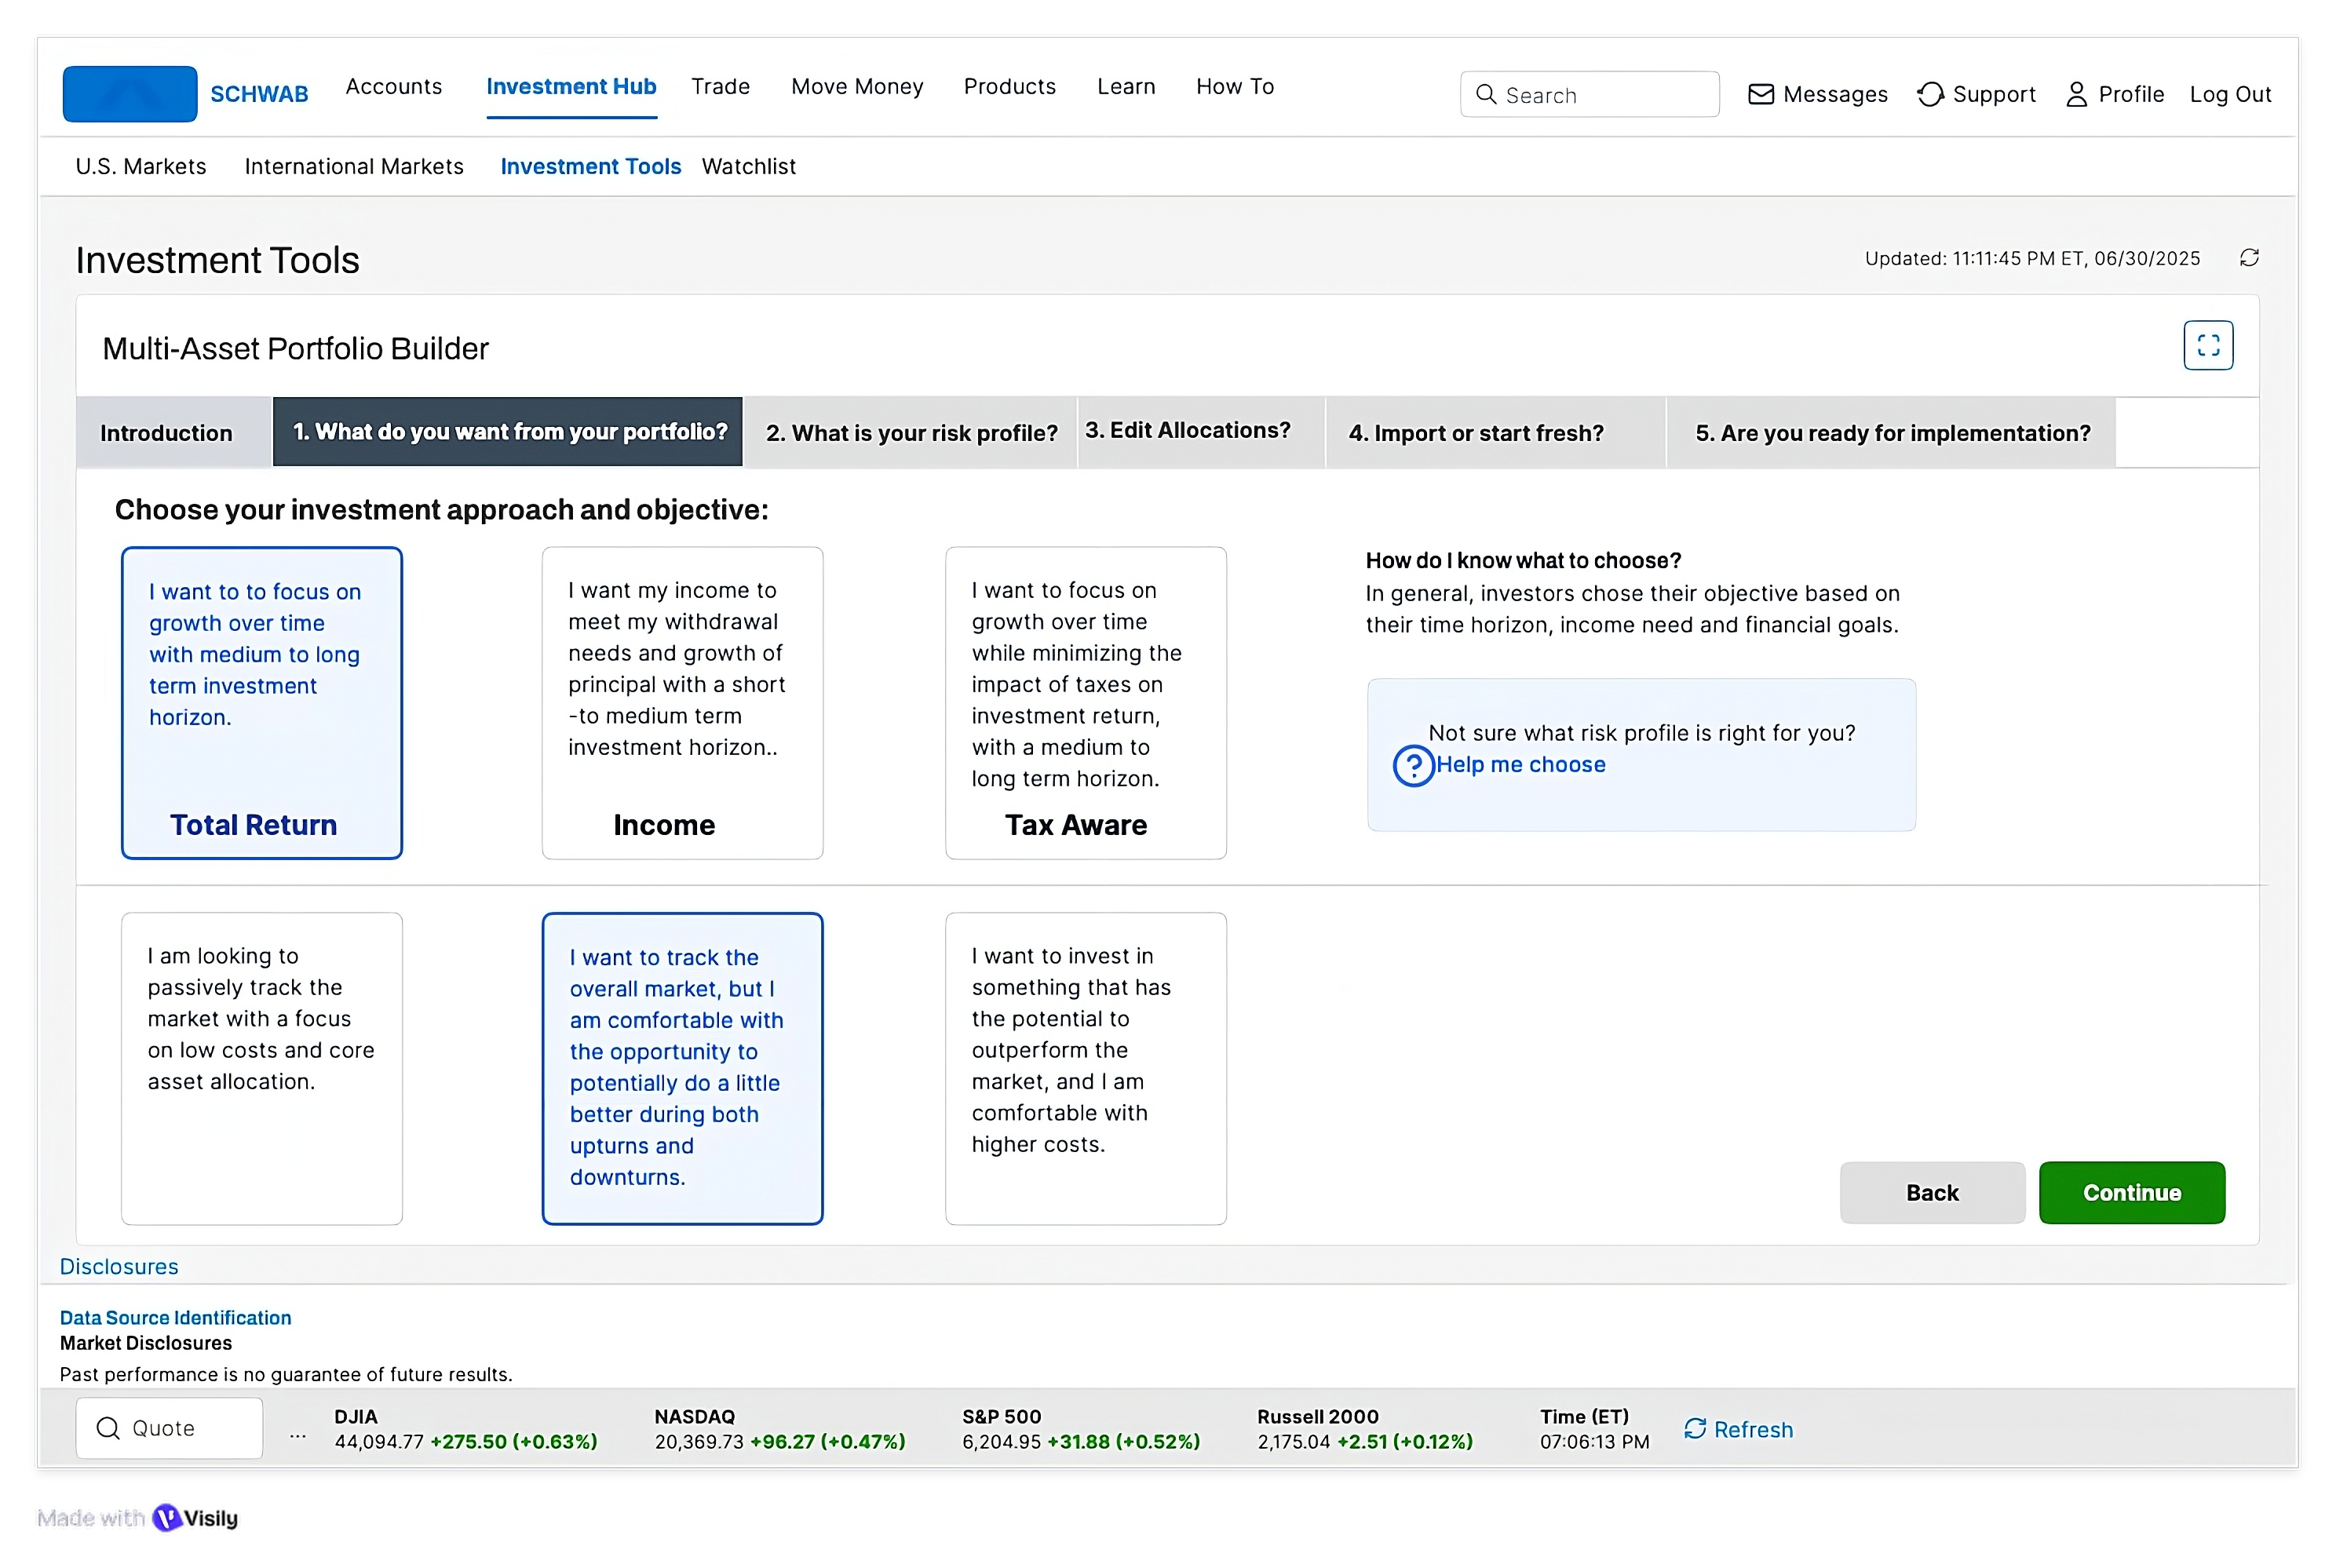 SCHWAB Accounts Investment Hub Trade Move Money Products Learn How To Search Messages Support Profile Log Out
U.S. Markets International Markets Investment Tools Watchlist
Investment Tools
Updated: 11:11:45 PM ET, 06/30/2025
Multi-Asset Portfolio Builder
Introduction 1. What do you want from your portfolio? 2. What is your risk profile? 3. Edit Allocations? 4. Import or start fresh? 5. Are you ready for implementation?
Choose your investment approach and objective:
I want to to focus on
growth over time
with medium to long
term investment
horizon.
Total Return
I want my income to
meet my withdrawal
needs and growth of
principal with a short
-to medium term
investment horizon..
Income
I want to focus on
growth over time
while minimizing the
impact of taxes on
investment return,
with a medium to
long term horizon.
Tax Aware
How do I know what to choose?
In general, investors chose their objective based on
their time horizon, income need and financial goals.
Not sure what risk profile is right for you?
Help me choose
I am looking to
passively track the
market with a focus
on low costs and core
asset allocation.
I want to track the
overall market, but I
am comfortable with
the opportunity to
potentially do a little
better during both
upturns and
downturns.
I want to invest in
something that has
the potential to
outperform the
market, and I am
comfortable with
higher costs.
Back Continue
Disclosures
Data Source Identification
Market Disclosures
Past performance is no guarantee of future results.
Quote
...
DJIA
44,094.77 +275.50 (+0.63%)
NASDAQ
20,369.73 +96.27 (+0.47%)
S&P 500
6,204.95 +31.88 (+0.52%)
Russell 2000
2,175.04 +2.51 (+0.12%)
Time (ET)
07:06:13 PM
Refresh
Made with Visily